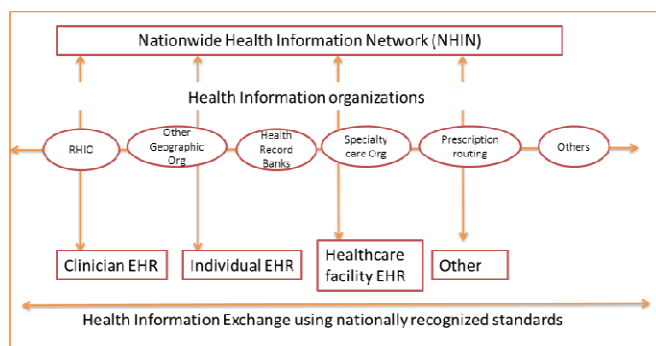 Nationwide Health Information Network (NHIN)
Health Information organizations
RHIO
Other
Geographic
Org
Health
Record
Banks
Specialty
care Org
Prescription
routing
Others
Clinician EHR
Individual EHR
Healthcare
facility EHR
Other
Health Information Exchange using nationally recognized standards